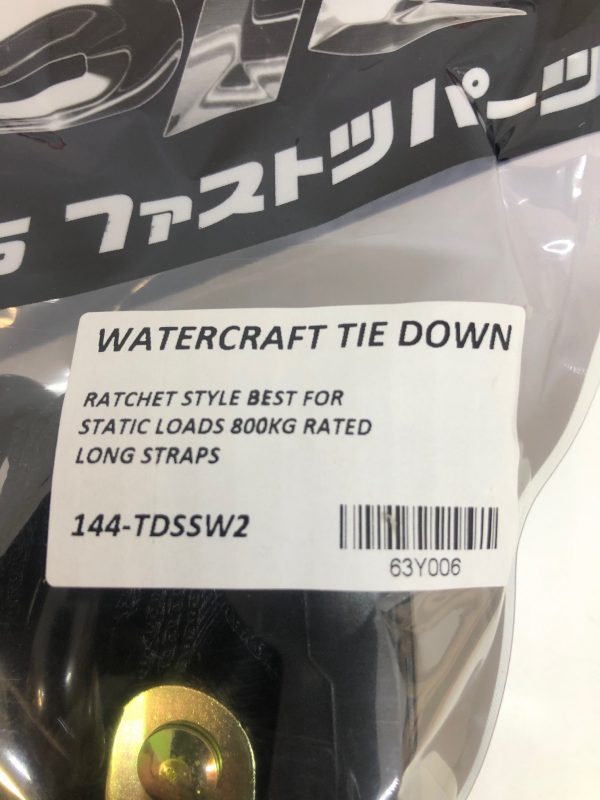 ファストツパーツ
WATERCRAFT TIE DOWN
RATCHET STYLE BEST FOR
STATIC LOADS 800KG RATED
LONG STRAPS
144-TDSSW2
63Y006